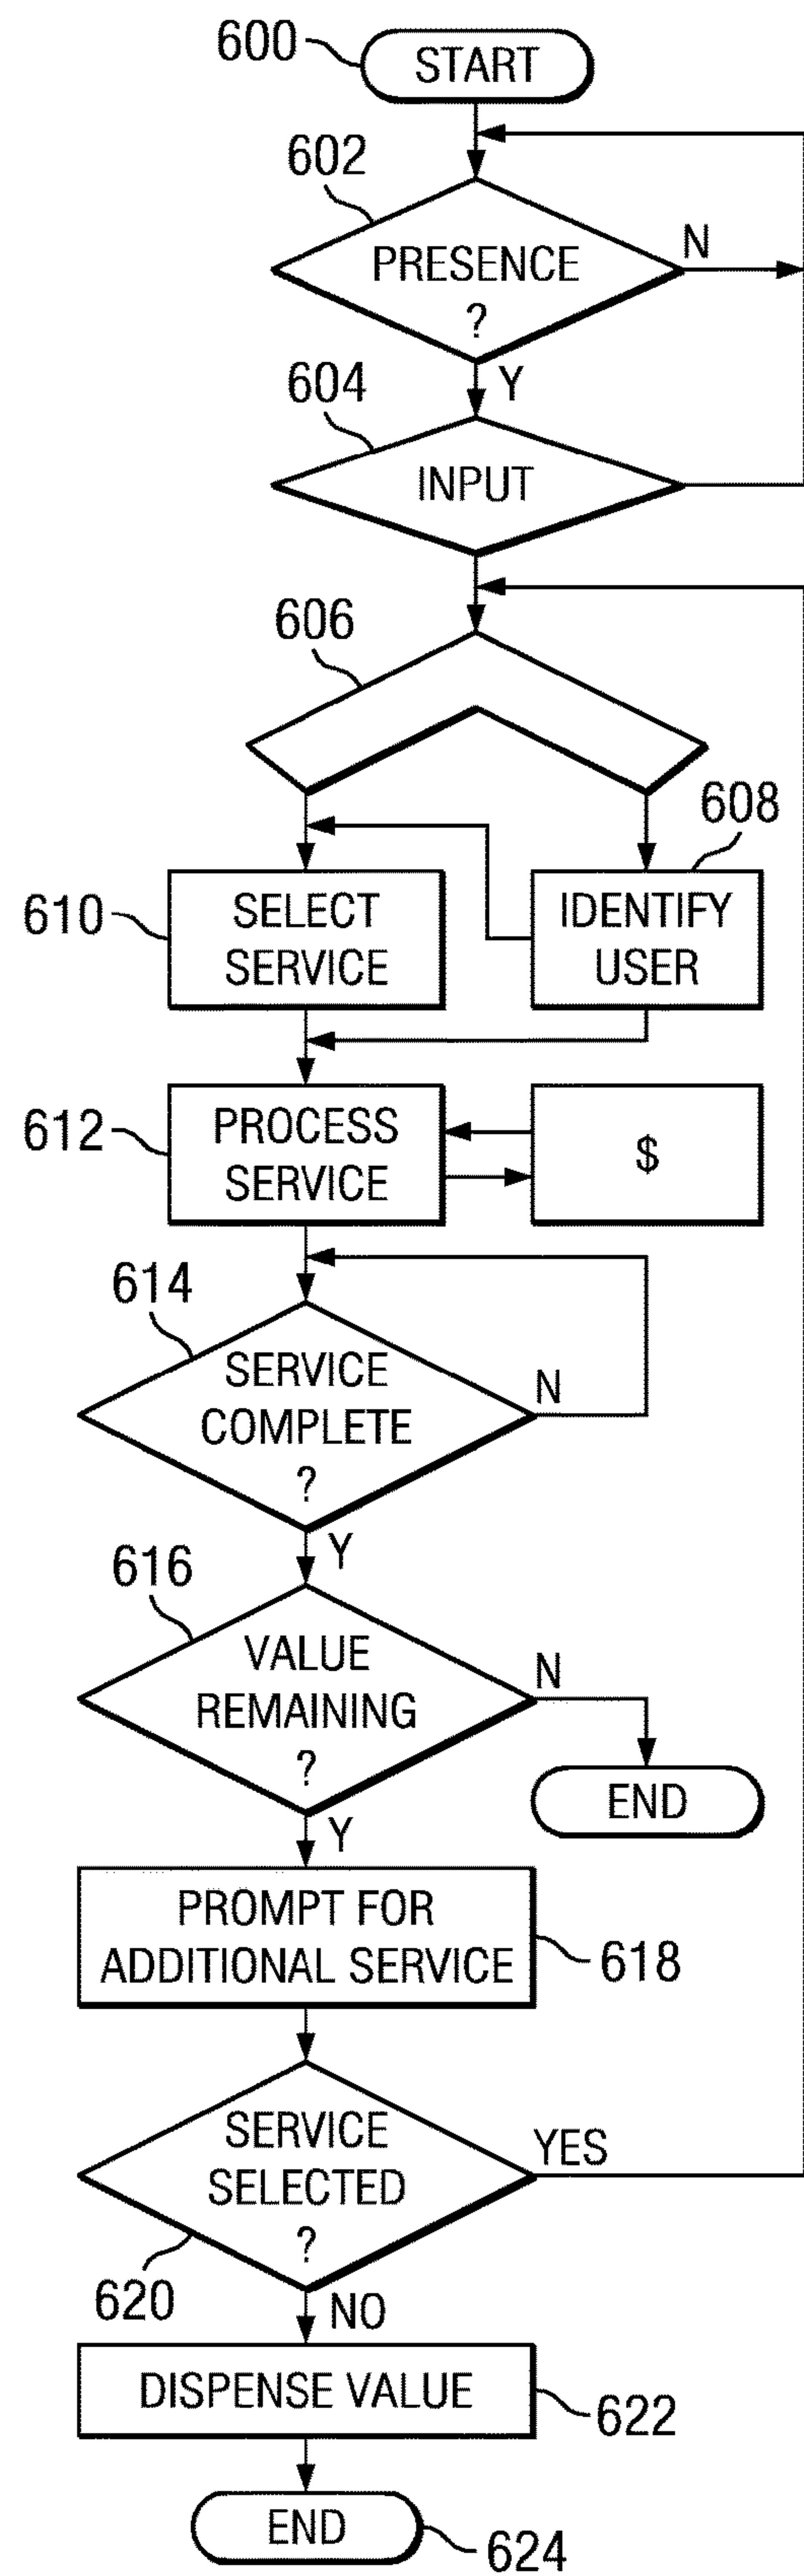 600
START
602
PRESENCE
?
N
Y
604
INPUT
606
608
610
SELECT
SERVICE
IDENTIFY
USER
612
PROCESS
SERVICE
$
614
SERVICE
COMPLETE
?
N
Y
616
VALUE
REMAINING
?
N
END
Y
PROMPT FOR
ADDITIONAL SERVICE
618
SERVICE
SELECTED
?
YES
620
NO
DISPENSE VALUE
622
END
624